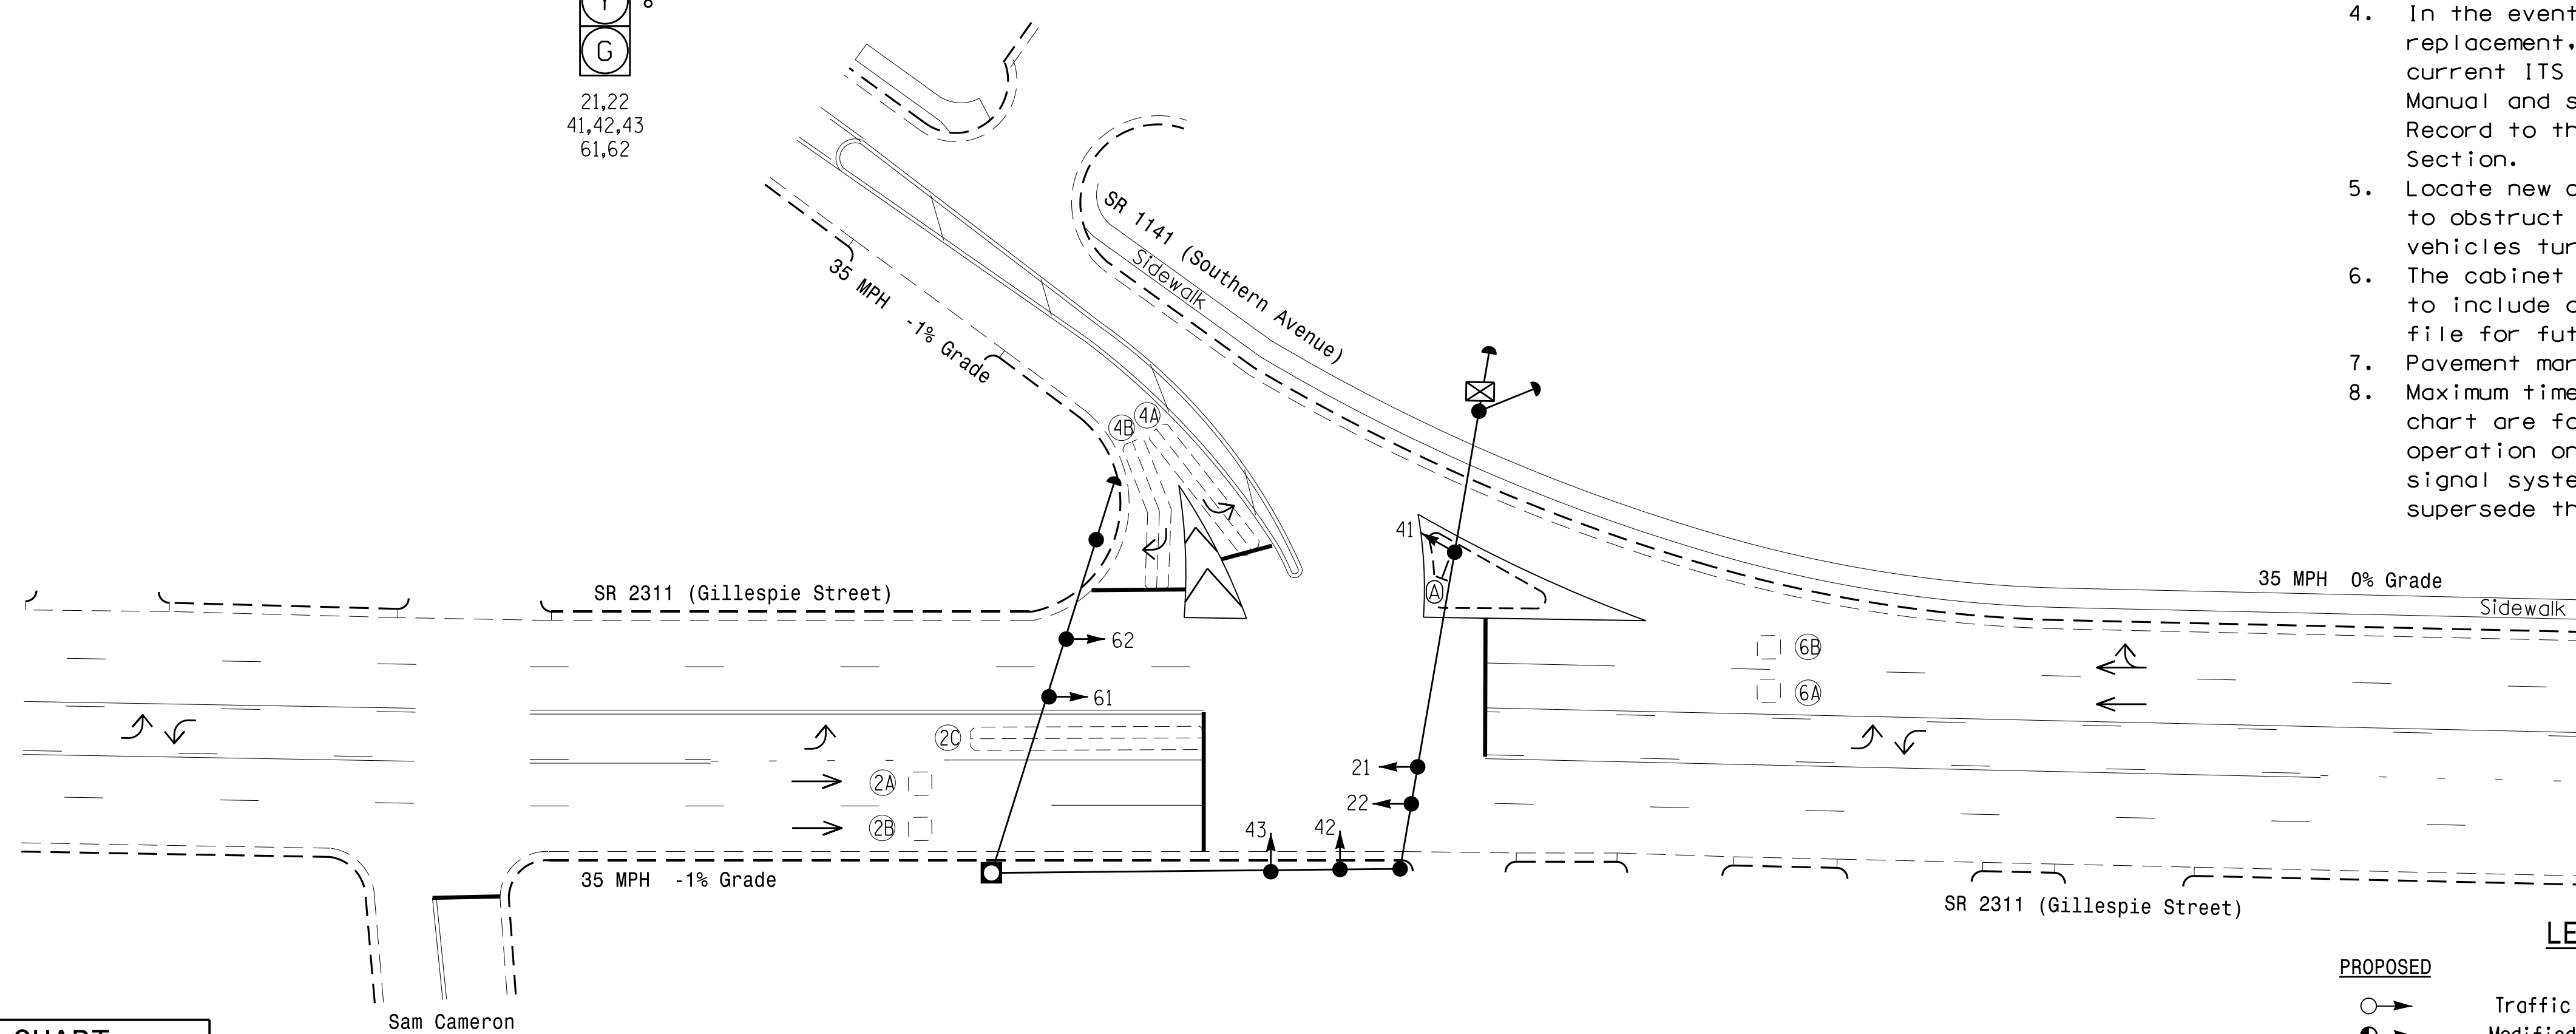 Y
8
G
21,22
41,42,43
61,62
4. In the event
replacement,
current ITS
Manual and s
Record to th
Section.
5. Locate new
to obstruct
vehicles tur
6. The cabinet
to include
file for fut
7. Pavement mar
8. Maximum time
chart are fo
operation on
signal syste
supersede th
SR 1141 (Southern Avenue)
Sidewalk
35 MPH -1% Grade
4B
4A
41
A
SR 2311 (Gillespie Street)
35 MPH 0% Grade
Sidewalk
62
6B
61
6A
2C
21
2A
22
2B
43
42
35 MPH -1% Grade
SR 2311 (Gillespie Street)
LE
PROPOSED
Traffic
Modified
Sam Cameron
CHART